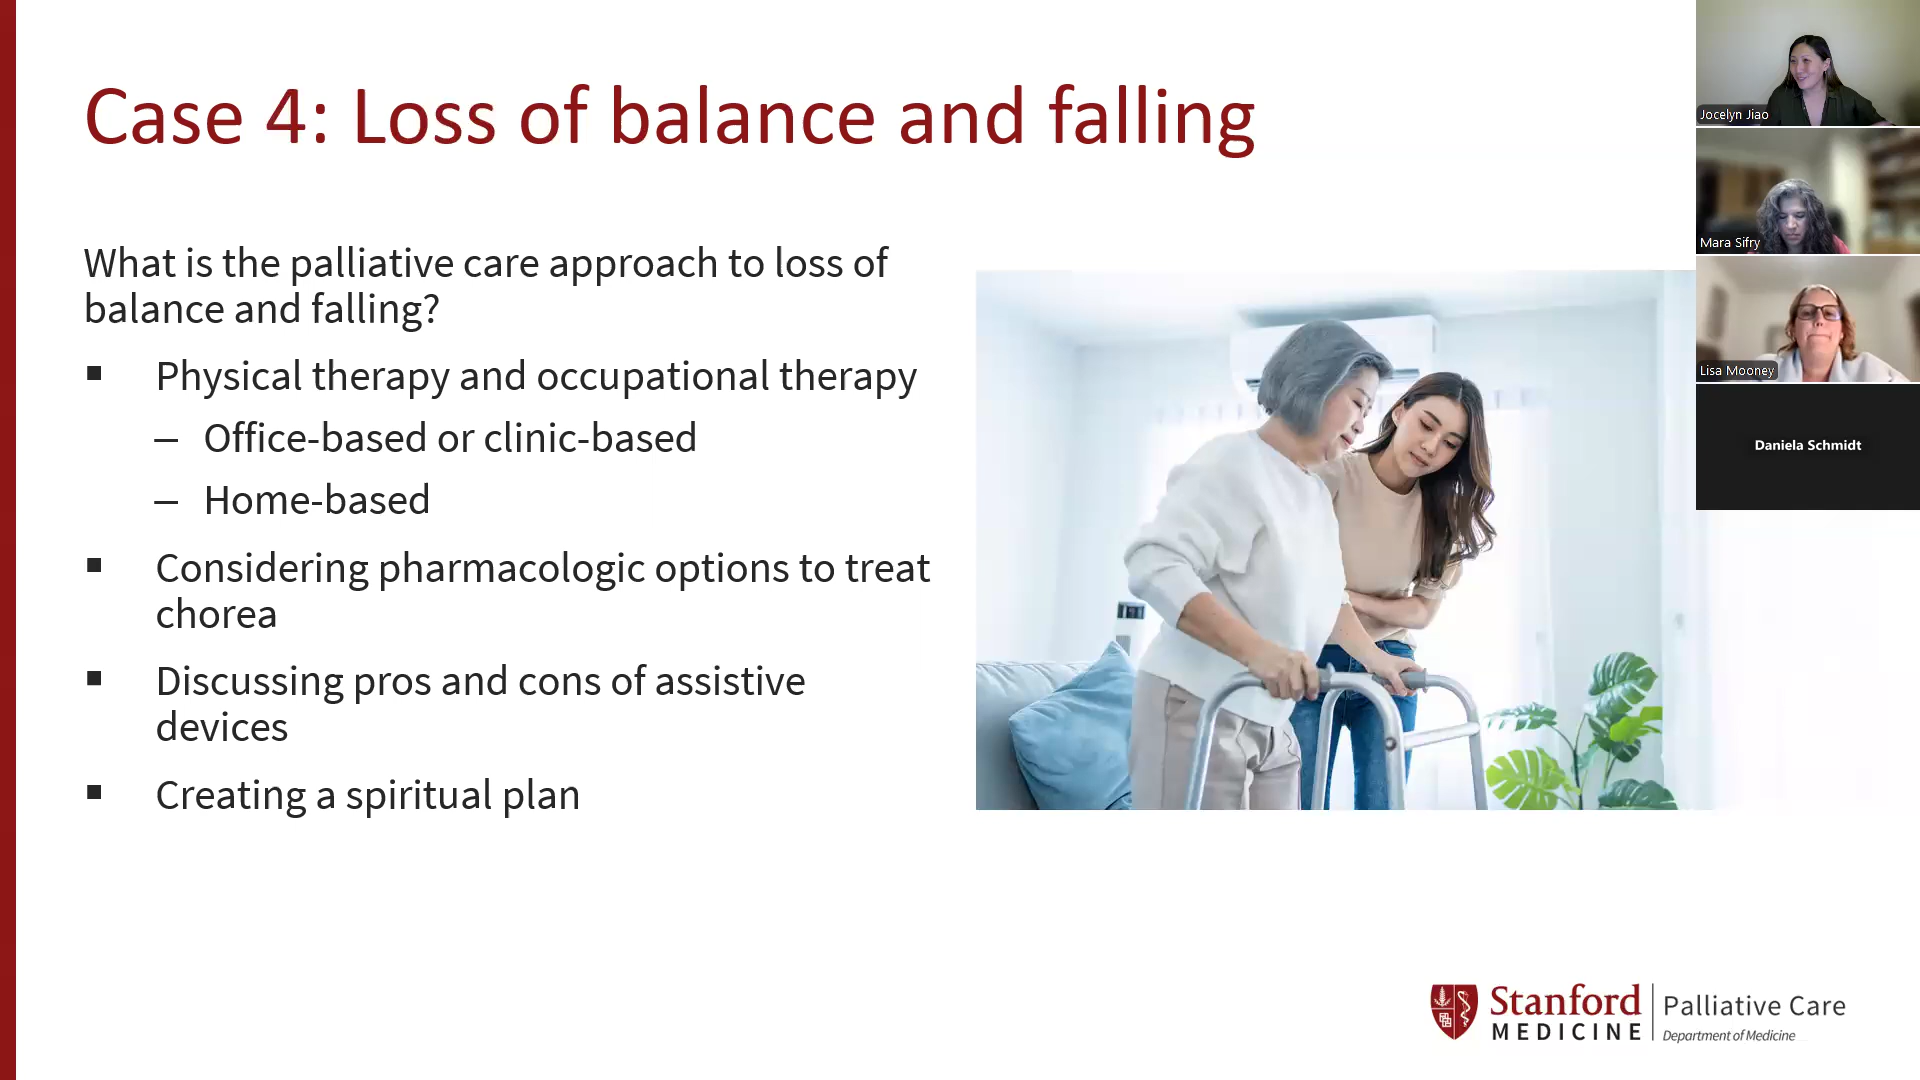 Case 4: Loss of balance and falling
What is the palliative care approach to loss of
balance and falling?
▪ Physical therapy and occupational therapy
– Office-based or clinic-based
– Home-based
▪ Considering pharmacologic options to treat
chorea
▪ Discussing pros and cons of assistive
devices
▪ Creating a spiritual plan
Jocelyn Jiao
Mara Sifry
Lisa Mooney
Daniela Schmidt
Stanford
MEDICINE
Palliative Care
Department of Medicine